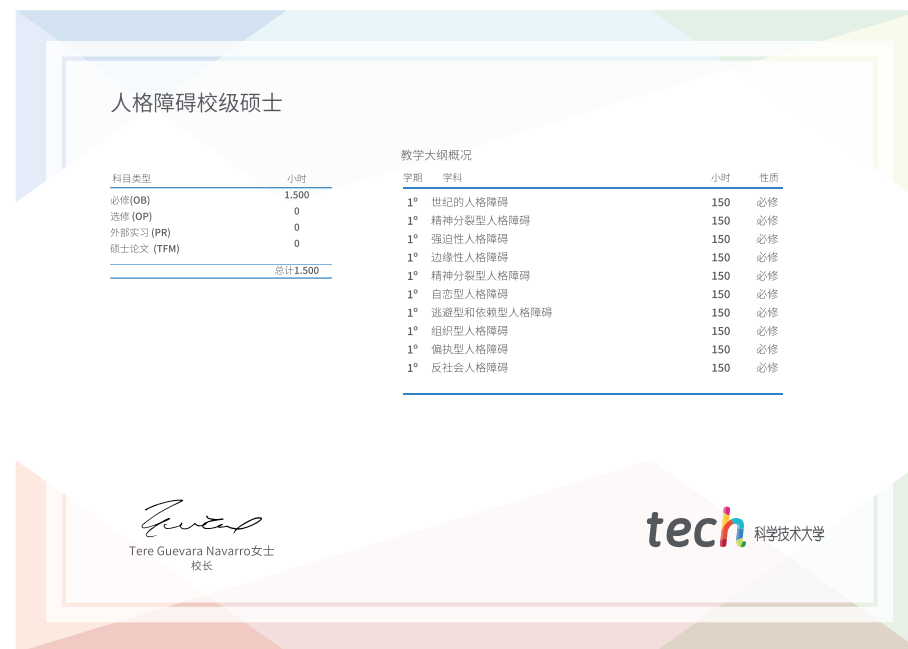 人格障碍校级硕士
科目类型 小时
必修(OB) 1.500
选修 (OP) 0
外部实习 (PR) 0
硕士论文 (TFM) 0
总计1.500
教学大纲概况
学期 学科 小时 性质
1º 世纪的人格障碍 150 必修
1º 精神分裂型人格障碍 150 必修
1º 强迫性人格障碍 150 必修
1º 边缘性人格障碍 150 必修
1º 精神分裂型人格障碍 150 必修
1º 自恋型人格障碍 150 必修
1º 逃避型和依赖型人格障碍 150 必修
1º 组织型人格障碍 150 必修
1º 偏执型人格障碍 150 必修
1º 反社会人格障碍 150 必修
Tere Guevara Navarro女士
校长
tech 科学技术大学